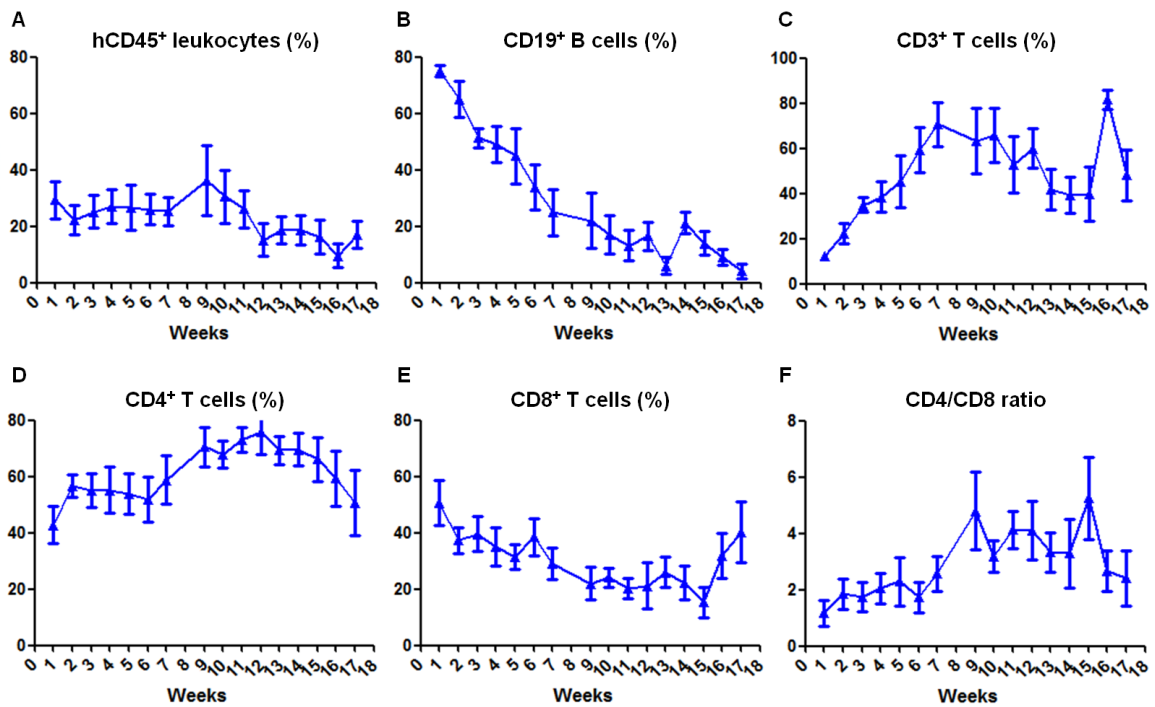 A
hCD45⁺ leukocytes (%)
80
60
40
20
0
0 1 2 3 4 5 6 7 8 9 10 11 12 13 14 15 16 17 18
Weeks
B
CD19⁺ B cells (%)
80
60
40
20
0
0 1 2 3 4 5 6 7 8 9 10 11 12 13 14 15 16 17 18
Weeks
C
CD3⁺ T cells (%)
100
80
60
40
20
0
0 1 2 3 4 5 6 7 8 9 10 11 12 13 14 15 16 17 18
Weeks
D
CD4⁺ T cells (%)
80
60
40
20
0
0 1 2 3 4 5 6 7 8 9 10 11 12 13 14 15 16 17 18
Weeks
E
CD8⁺ T cells (%)
80
60
40
20
0
0 1 2 3 4 5 6 7 8 9 10 11 12 13 14 15 16 17 18
Weeks
F
CD4/CD8 ratio
8
6
4
2
0
0 1 2 3 4 5 6 7 8 9 10 11 12 13 14 15 16 17 18
Weeks